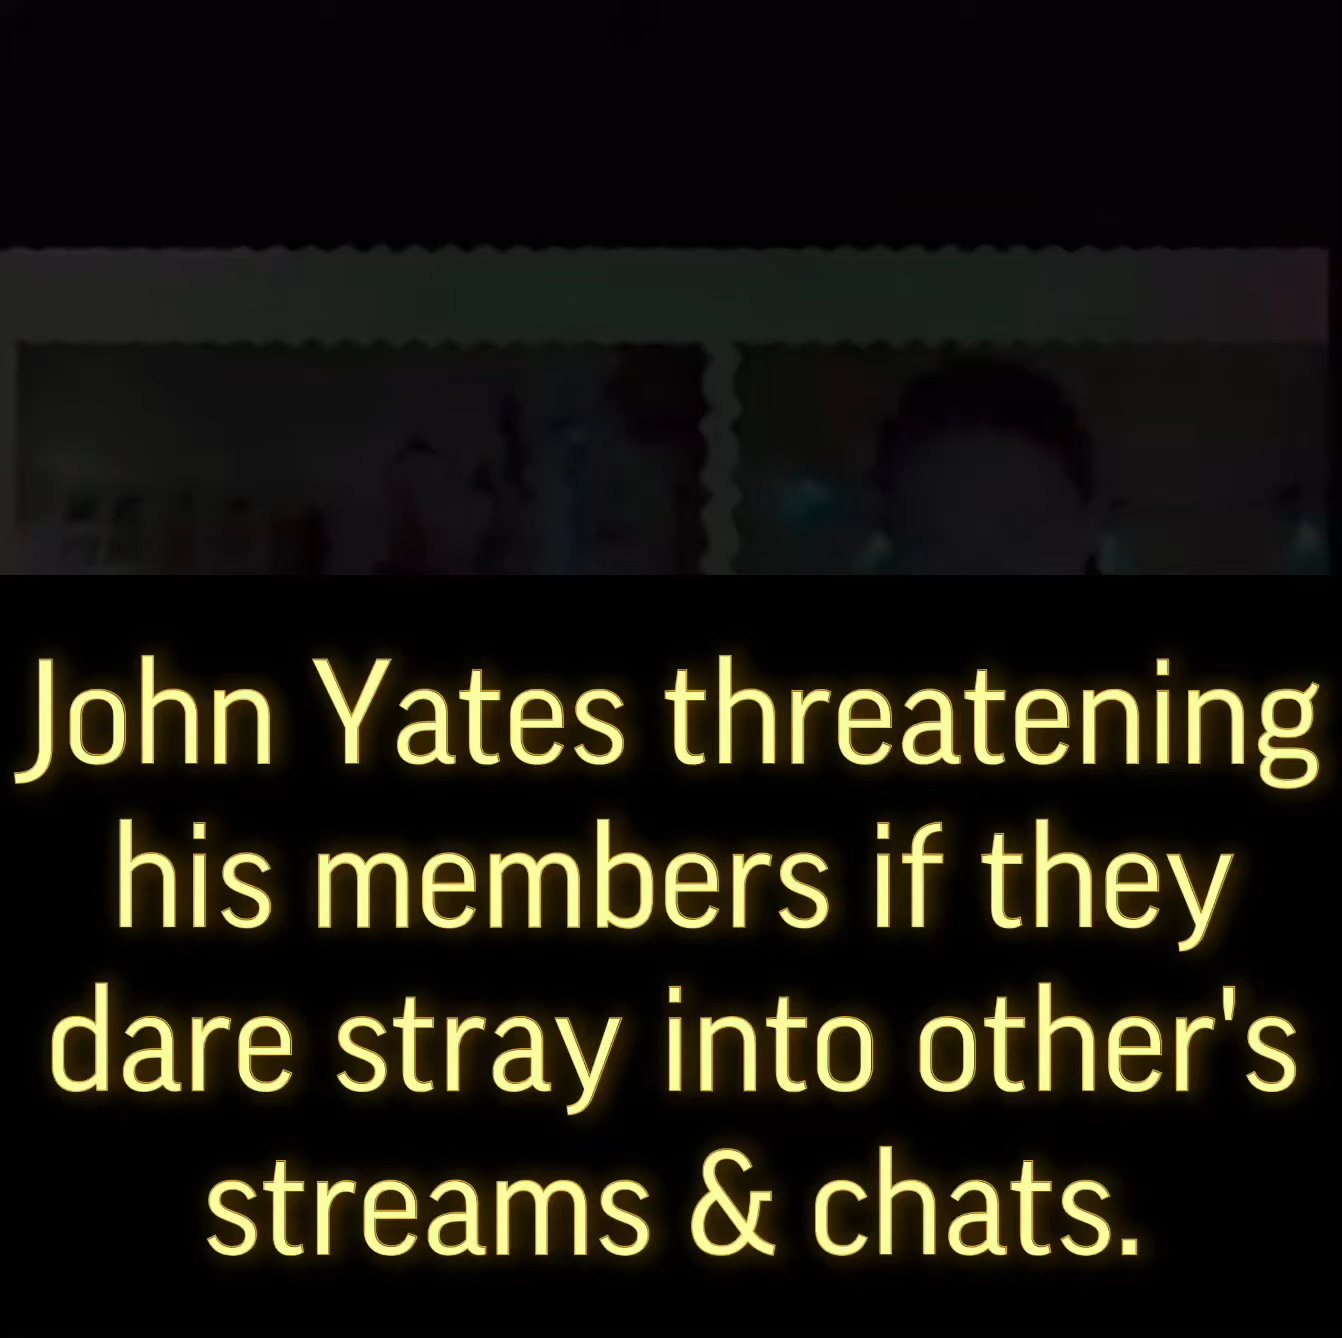 John Yates threatening
his members if they
dare stray into other's
streams & chats.